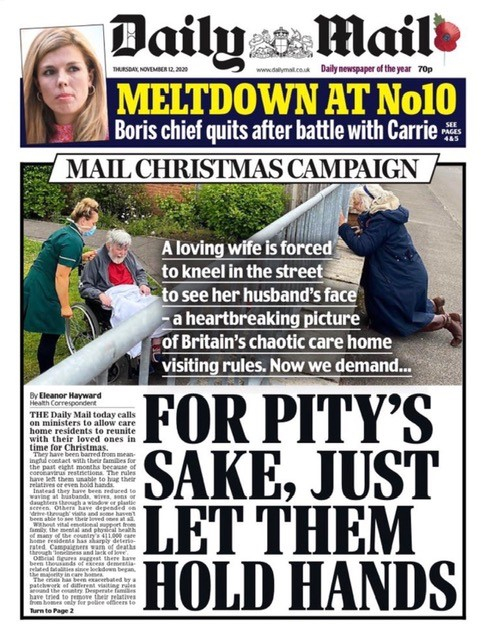 Daily Mail
THURSDAY, NOVEMBER 12, 2020
www.dailymail.co.uk
Daily newspaper of the year
70p
MELTDOWN AT No10
Boris chief quits after battle with Carrie
SEE
PAGES
4&5
MAIL CHRISTMAS CAMPAIGN
A loving wife is forced
to kneel in the street
to see her husband's face
– a heartbreaking picture
of Britain's chaotic care home
visiting rules. Now we demand...
By Eleanor Hayward
Health Correspondent
THE Daily Mail today calls
on ministers to allow care
home residents to reunite
with their loved ones in
time for Christmas.
They have been barred from mean-
ingful contact with their families for
the past eight months because of
coronavirus restrictions. The rules
have left them unable to hug their
relatives or even hold hands.
Instead they have been reduced to
waving at husbands, wives, sons or
daughters through a window or plastic
screen. Others have depended on
'drive-through' visits and some haven't
been able to see their loved ones at all.
Without vital emotional support from
family, the mental and physical health
of many of the country's 411,000 care
home residents has sharply deterio-
rated. Campaigners warn of deaths
through 'loneliness and lack of love'.
Official figures suggest there have
been thousands of excess dementia-
related fatalities since lockdown began,
the majority in care homes.
The crisis has been exacerbated by a
patchwork of different visiting rules
around the country. Desperate families
have tried to remove their relatives
from homes only for police officers to
Turn to Page 2
FOR PITY'S
SAKE, JUST
LET THEM
HOLD HANDS